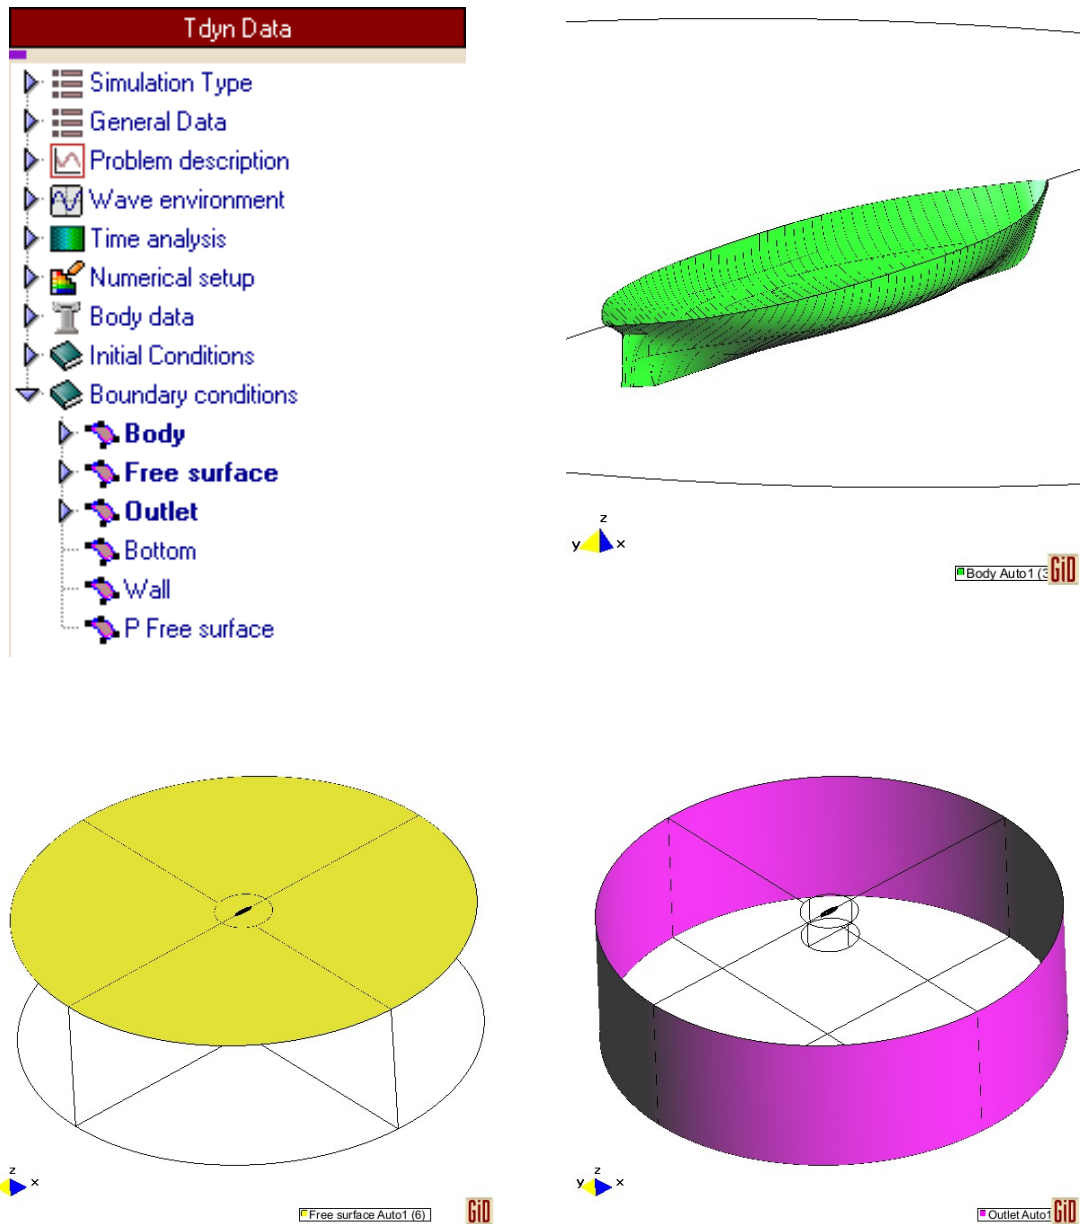 Tdyn Data
Simulation Type
General Data
Problem description
Wave environment
Time analysis
Numerical setup
Body data
Initial Conditions
Boundary conditions
Body
Free surface
Outlet
Bottom
Wall
P Free surface
z
y x
Body Auto1
GiD
z
x
Free surface Auto1 (6)
GiD
z
y x
Outlet Auto1
GiD